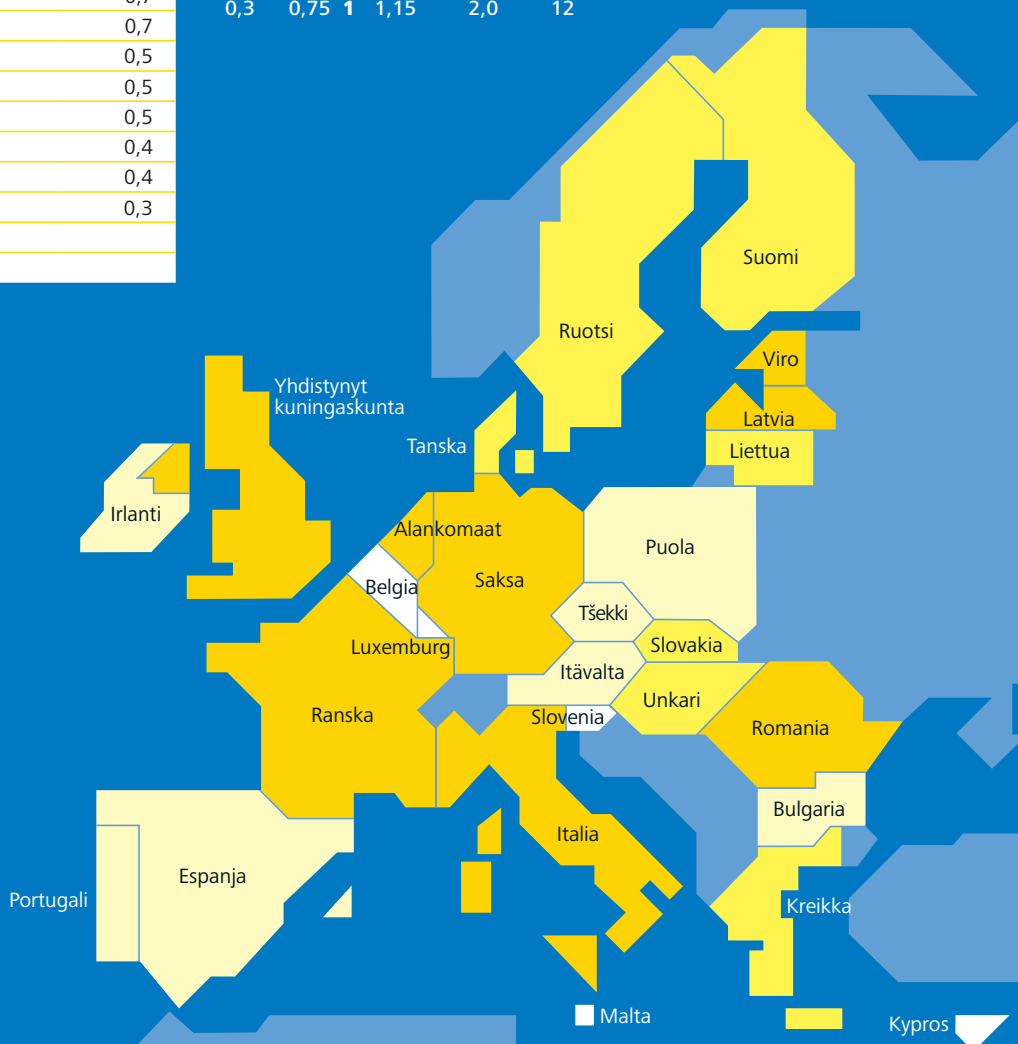 0,7
0,5
0,5
0,5
0,4
0,4
0,3
0,3 0,75 1 1,15 2,0 12
Suomi
Ruotsi
Viro
Yhdistynyt
kuningaskunta
Latvia
Tanska
Liettua
Irlanti
Alankomaat
Puola
Saksa
Belgia
Tšekki
Slovakia
Luxemburg
Itävalta
Unkari
Ranska
Slovenia
Romania
Bulgaria
Italia
Espanja
Portugali
Kreikka
Malta
Kypros